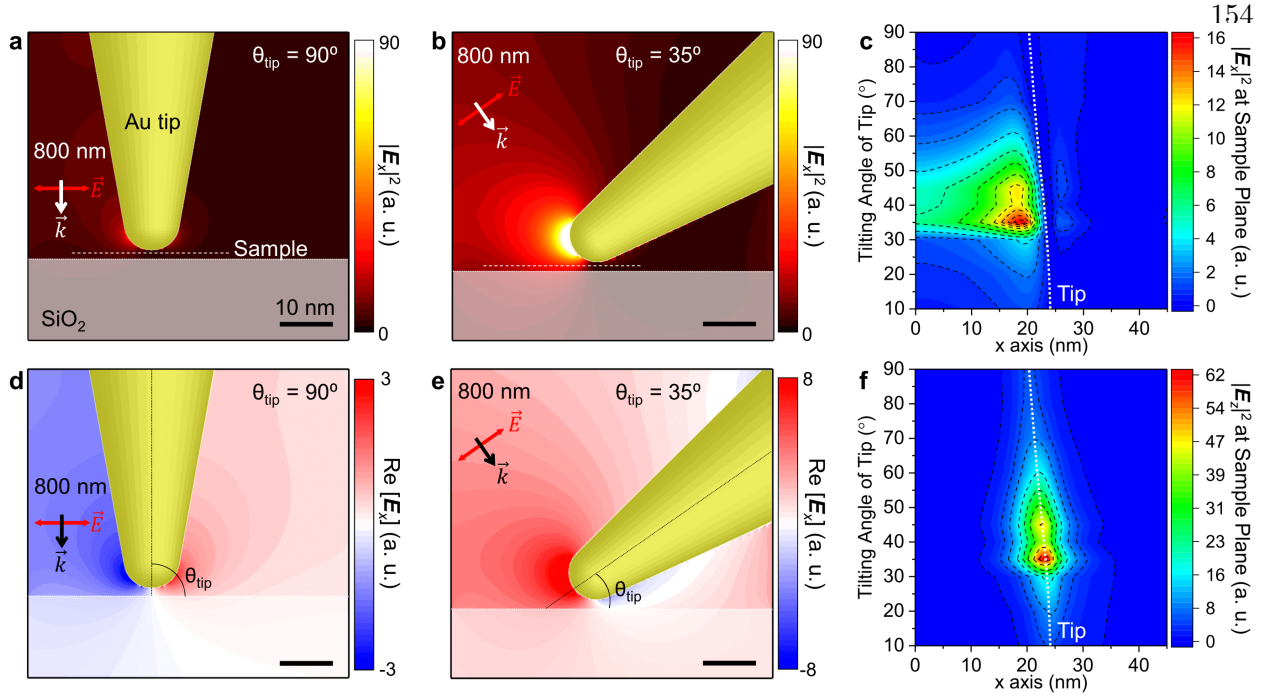 154
a
θtip = 90º
Au tip
800 nm
E
k
Sample
SiO2
10 nm
90
0
|Ex|2 (a. u.)
b
800 nm
θtip = 35º
E
k
90
0
|Ex|2 (a. u.)
c
Tilting Angle of Tip (°)
90
80
70
60
50
40
30
20
10
0 10 20 30 40
x axis (nm)
Tip
16
14
12
10
8
6
4
2
0
|Ex|2 at Sample Plane (a. u.)
d
θtip = 90º
800 nm
E
k
θtip
3
-3
Re [Ex] (a. u.)
e
800 nm
θtip = 35º
E
k
θtip
8
-8
Re [Ex] (a. u.)
f
Tilting Angle of Tip (°)
90
80
70
60
50
40
30
20
10
0 10 20 30 40
x axis (nm)
Tip
62
54
47
39
31
23
16
8
0
|Ez|2 at Sample Plane (a. u.)